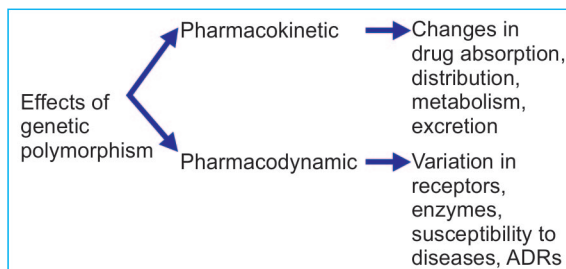 Effects of
genetic
polymorphism
Pharmacokinetic
Changes in
drug absorption,
distribution,
metabolism,
excretion
Pharmacodynamic
Variation in
receptors,
enzymes,
susceptibility to
diseases, ADRs